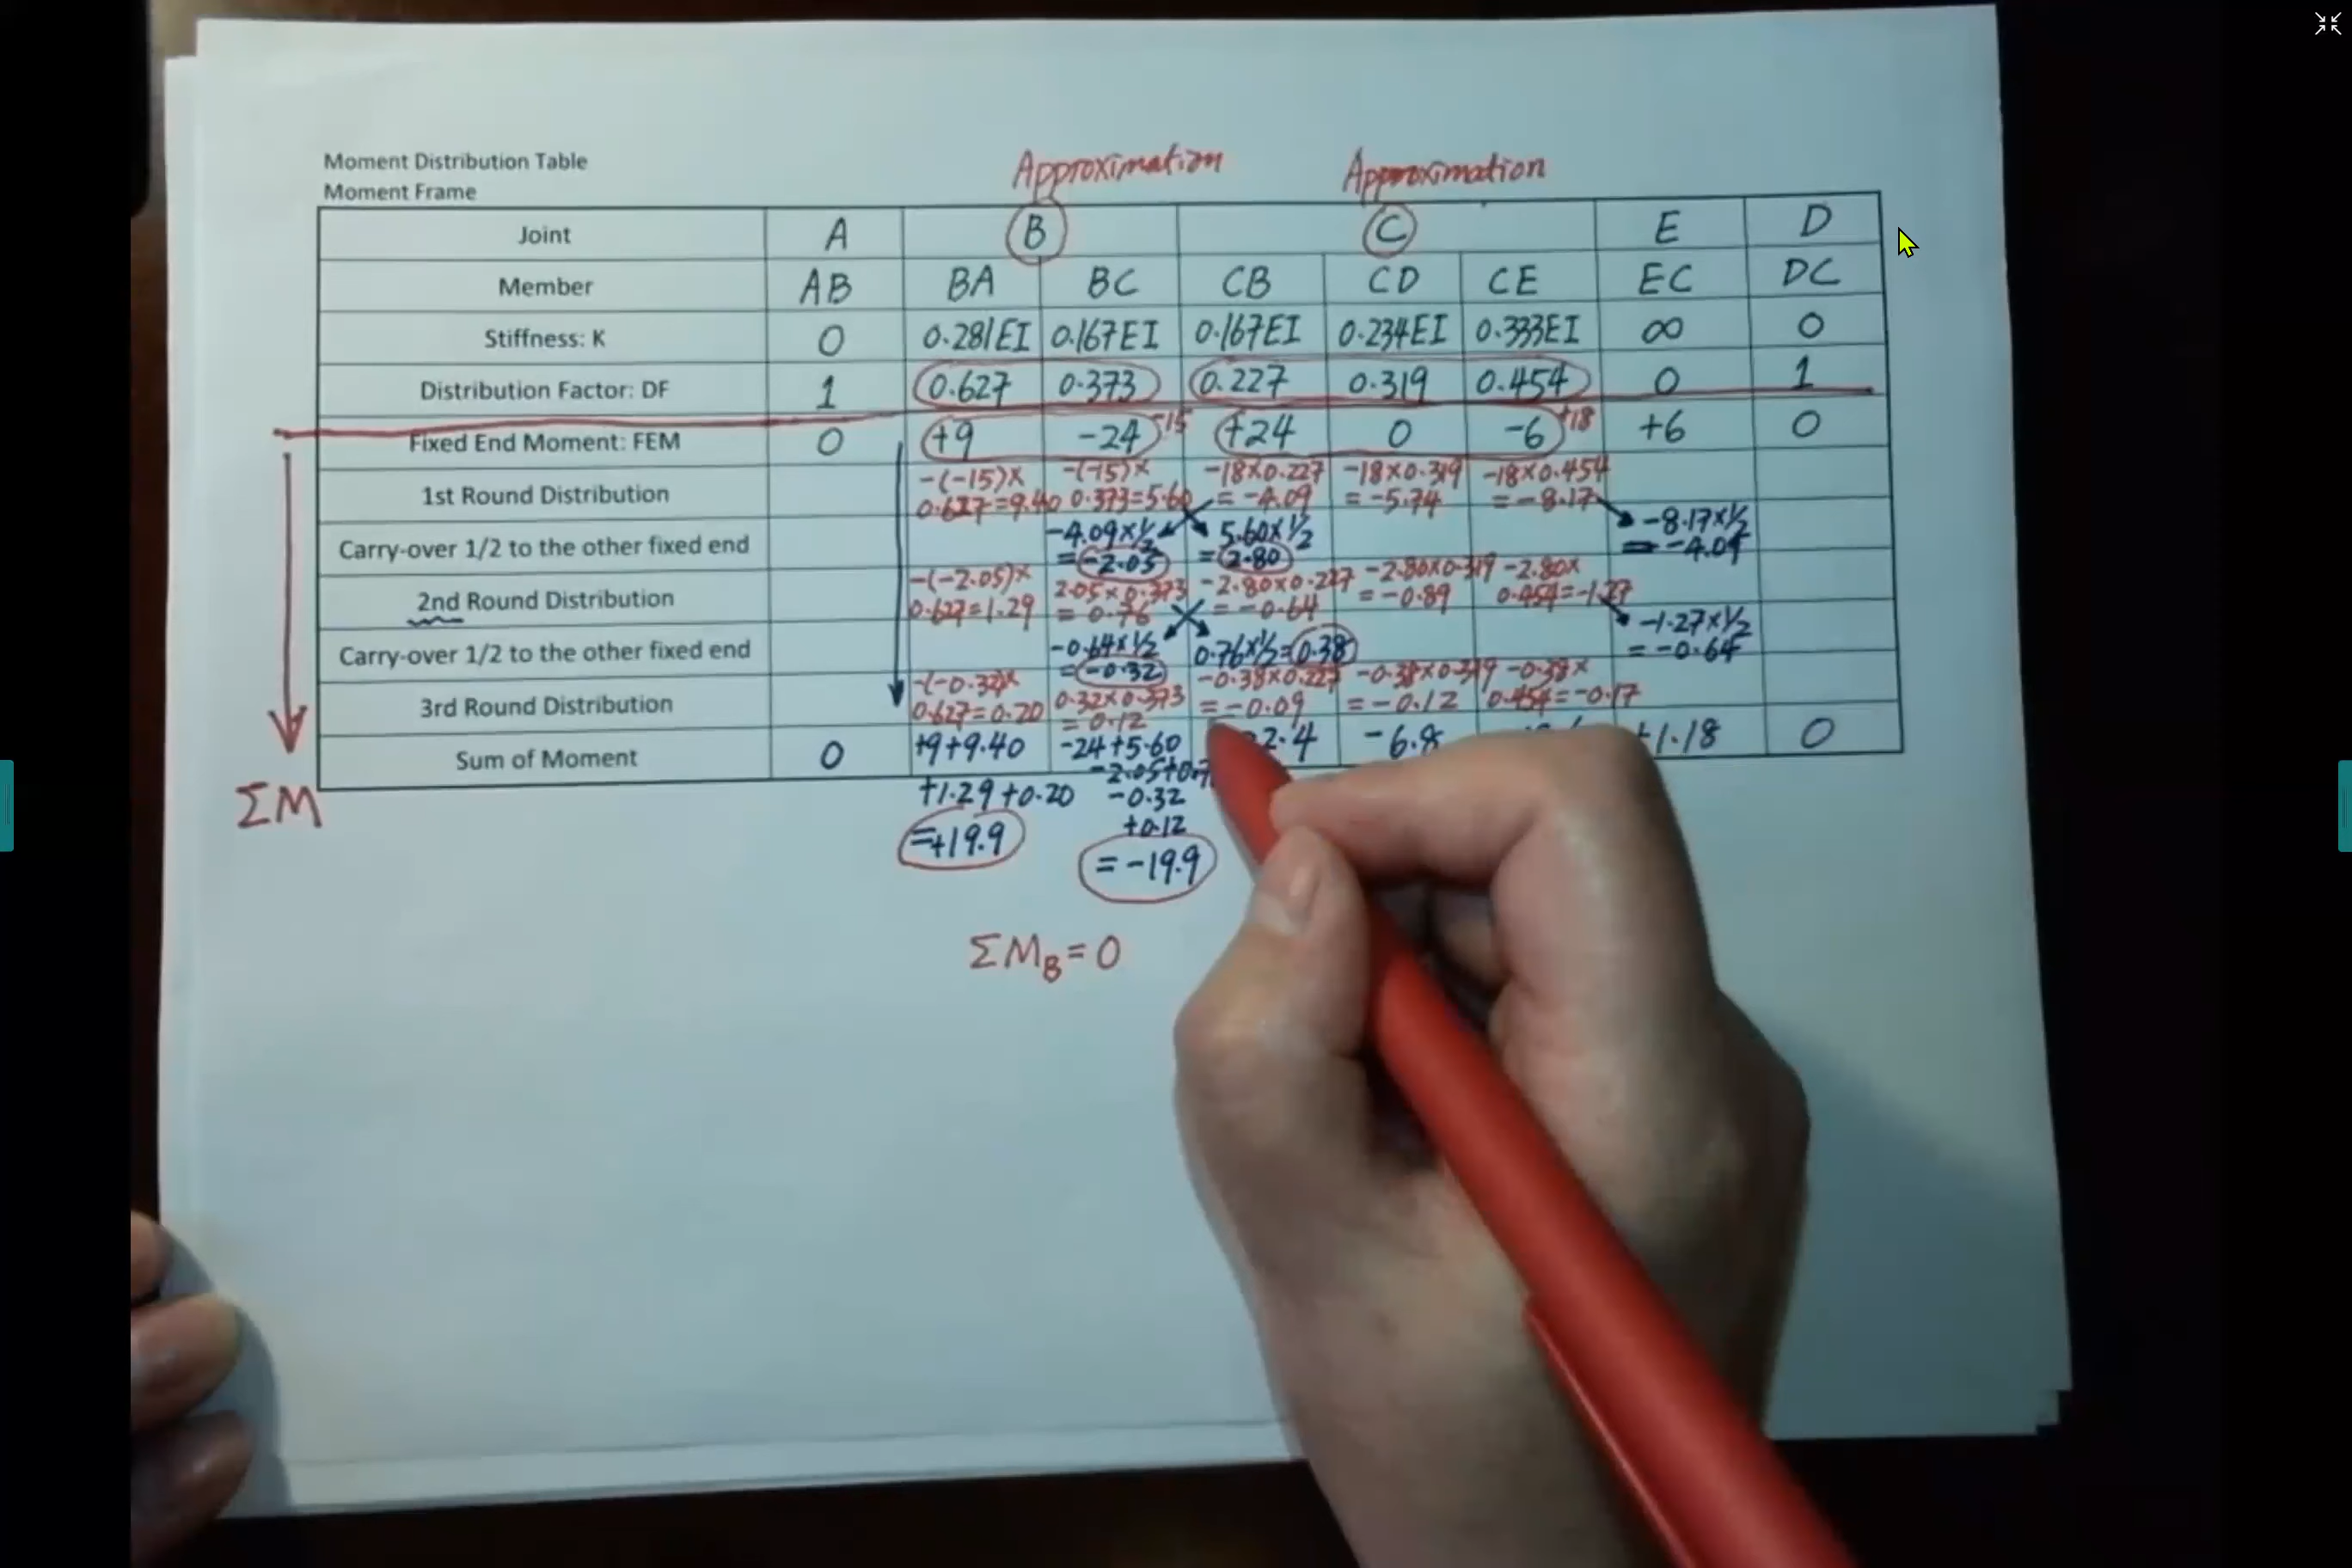 Moment Distribution Table
Moment Frame
Approximation Approximation
Joint A B C E D
Member AB BA BC CB CD CE EC DC
Stiffness: K 0 0.281EI 0.167EI 0.167EI 0.234EI 0.333EI ∞ 0
Distribution Factor: DF 1 0.627 0.373 0.227 0.319 0.454 0 1
Fixed End Moment: FEM 0 +9 -24 -15 +24 0 -6 +18 +6 0
-(-15)× -(-15)× -18×0.227 -18×0.319 -18×0.454
1st Round Distribution 0.627=9.40 0.373=5.60 = -4.09 = -5.74 = -8.17
-4.09×1/2 5.60×1/2 -8.17×1/2
Carry-over 1/2 to the other fixed end = -2.05 = 2.80 = -4.09
-(-2.05)× 2.05×0.373 -2.80×0.227 -2.80×0.319 -2.80×
2nd Round Distribution 0.627=1.29 = 0.76 = -0.64 = -0.89 0.454=-1.27
-0.64×1/2 0.76×1/2=0.38 -1.27×1/2
Carry-over 1/2 to the other fixed end = -0.32 = -0.64
-(-0.32)× 0.32×0.373 -0.38×0.227 -0.38×0.319 -0.38×
3rd Round Distribution 0.627=0.20 = 0.12 = -0.09 = -0.12 0.454=-0.17
Sum of Moment 0 +9+9.40 -24+5.60 2.4 -6.8 +1.18 0
ΣM +1.29+0.20 -0.32
+0.12
=+19.9 = -19.9
ΣM_B = 0